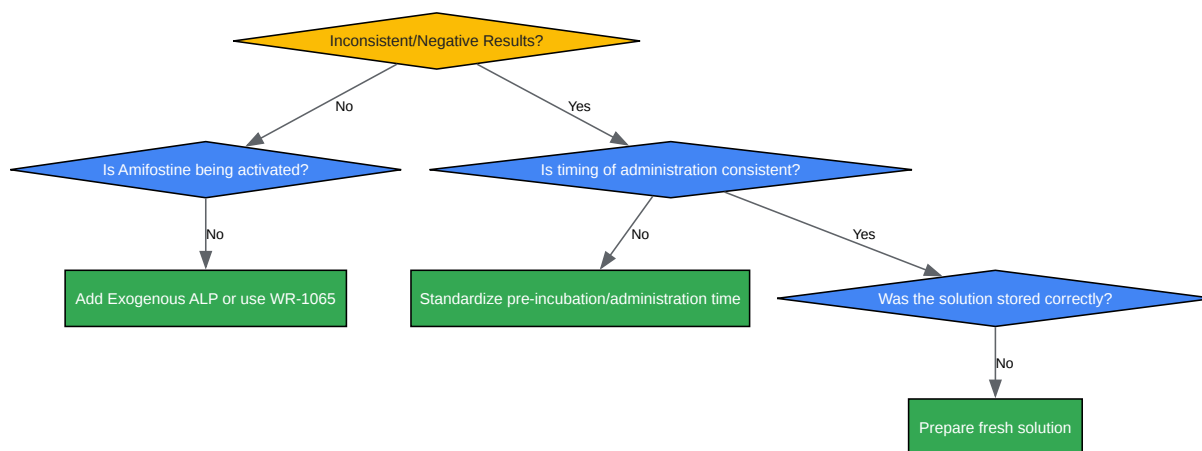 Inconsistent/Negative Results?
No
Yes
Is Amifostine being activated?
Is timing of administration consistent?
No
No
Yes
Add Exogenous ALP or use WR-1065
Standardize pre-incubation/administration time
Was the solution stored correctly?
No
Prepare fresh solution